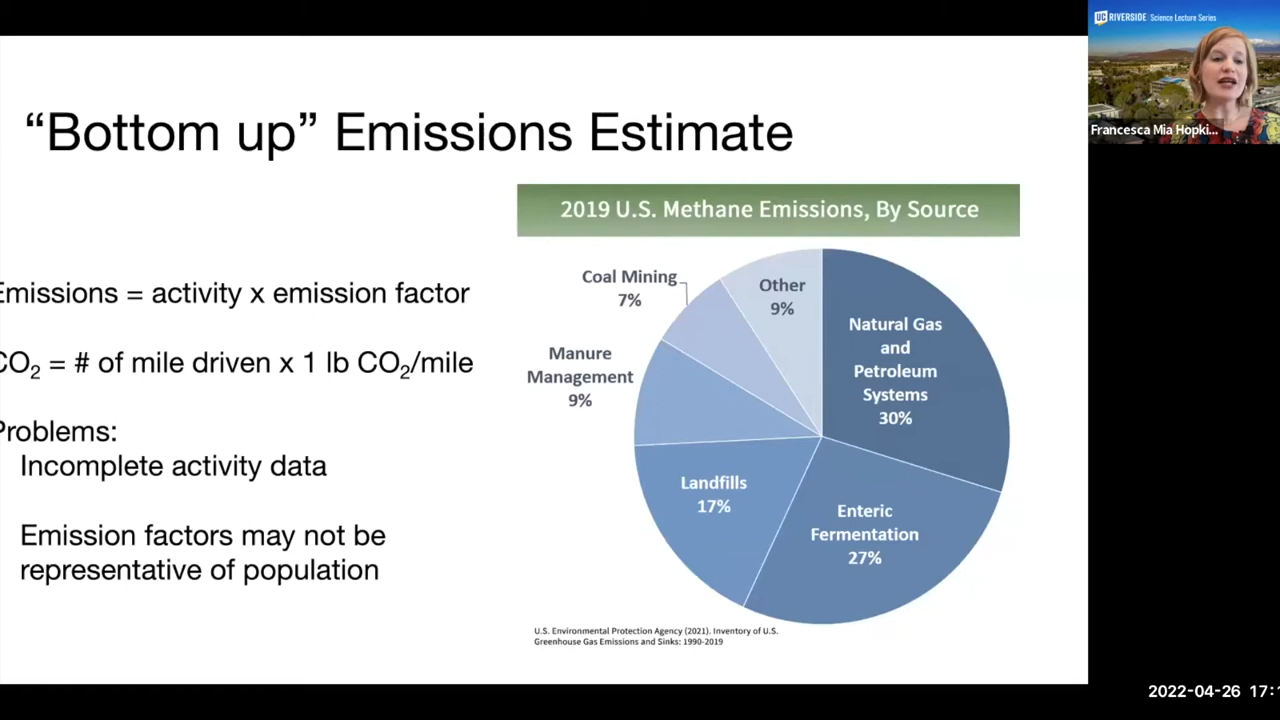 UC RIVERSIDE Science Lecture Series
Francesca Mia Hopki...
“Bottom up” Emissions Estimate
Emissions = activity x emission factor
CO₂ = # of mile driven x 1 lb CO₂/mile
Problems:
Incomplete activity data
Emission factors may not be
representative of population
2019 U.S. Methane Emissions, By Source
Coal Mining
7%
Other
9%
Natural Gas
and
Petroleum
Systems
30%
Manure
Management
9%
Landfills
17%
Enteric
Fermentation
27%
U.S. Environmental Protection Agency (2021). Inventory of U.S.
Greenhouse Gas Emissions and Sinks: 1990-2019
2022-04-26 17:1